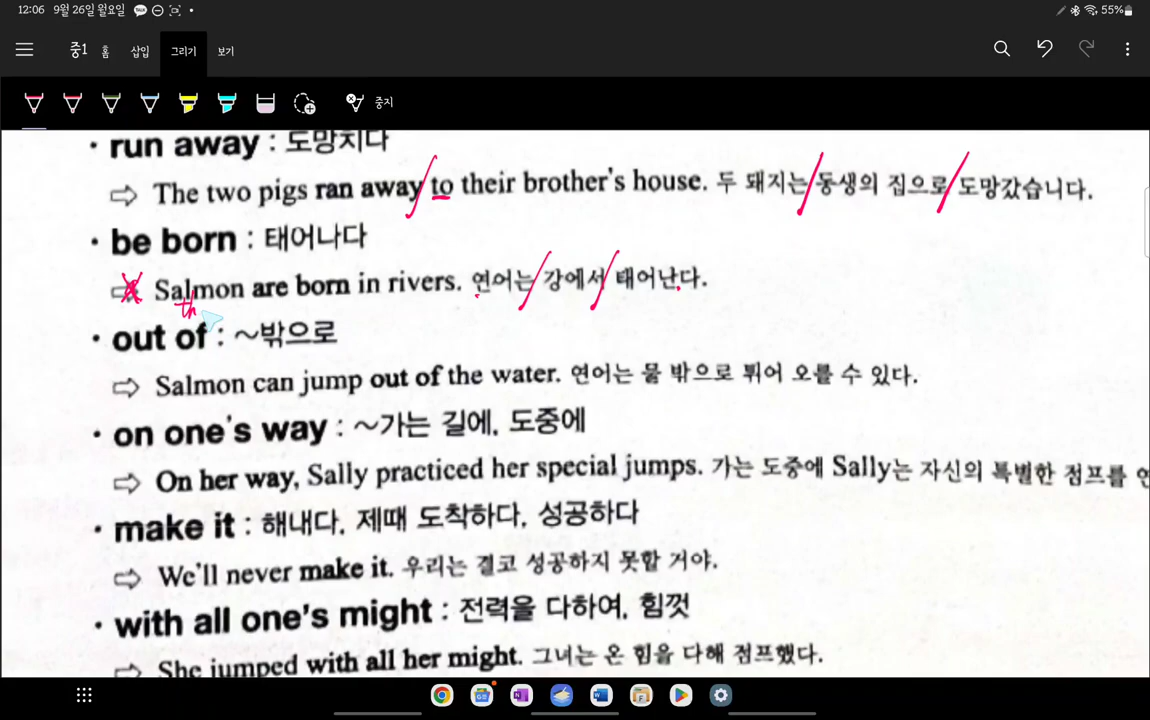 12:06 9월 26일 월요일 TALK 55%
중1 홈 삽입 그리기 보기
중지
· run away : 도망치다
⇨ The two pigs ran away to their brother's house. 두 돼지는 동생의 집으로 도망갔습니다.
· be born : 태어나다
⇨ Salmon are born in rivers. 연어는 강에서 태어난다.
th
· out of : ~밖으로
⇨ Salmon can jump out of the water. 연어는 물 밖으로 뛰어 오를 수 있다.
· on one's way : ~가는 길에, 도중에
⇨ On her way, Sally practiced her special jumps. 가는 도중에 Sally는 자신의 특별한 점프를 연
· make it : 해내다, 제때 도착하다, 성공하다
⇨ We'll never make it. 우리는 결코 성공하지 못할 거야.
· with all one's might : 전력을 다하여, 힘껏
⇨ She jumped with all her might. 그녀는 온 힘을 다해 점프했다.